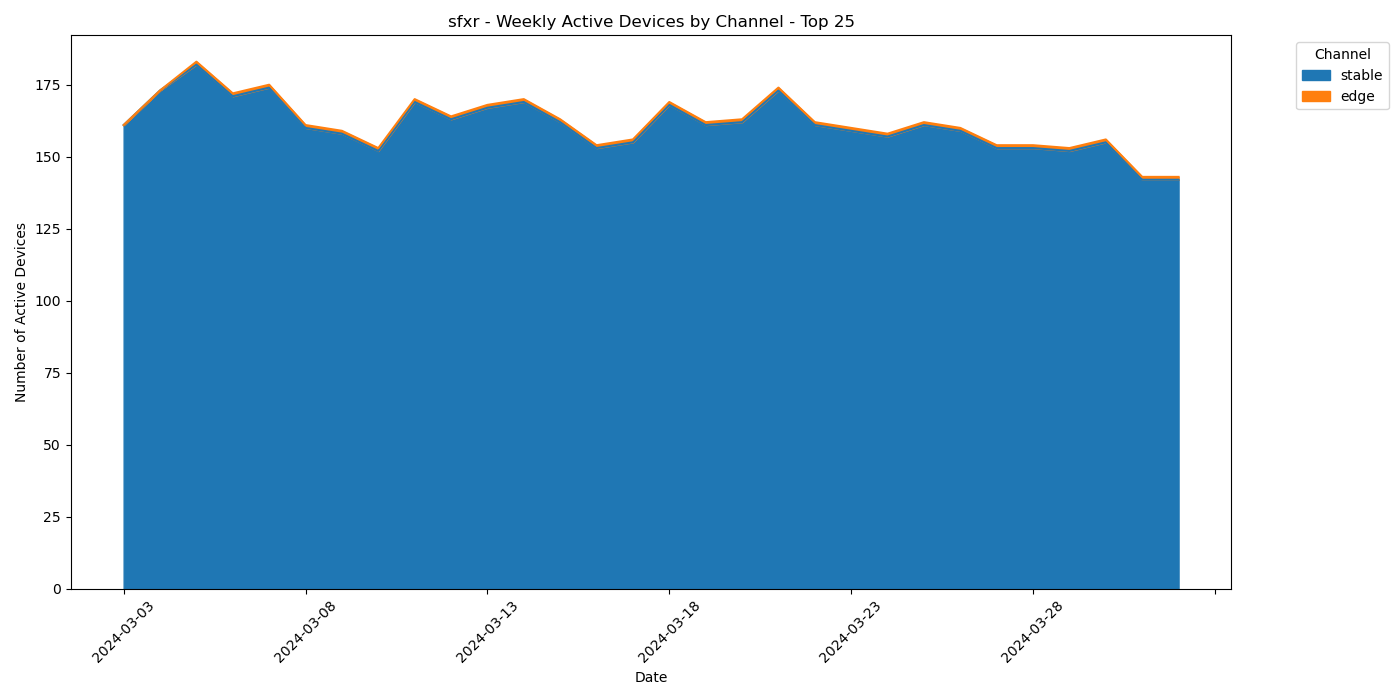 sfxr - Weekly Active Devices by Channel - Top 25
Channel
stable
edge
Number of Active Devices
175
150
125
100
75
50
25
0
2024-03-03
2024-03-08
2024-03-13
2024-03-18
2024-03-23
2024-03-28
Date